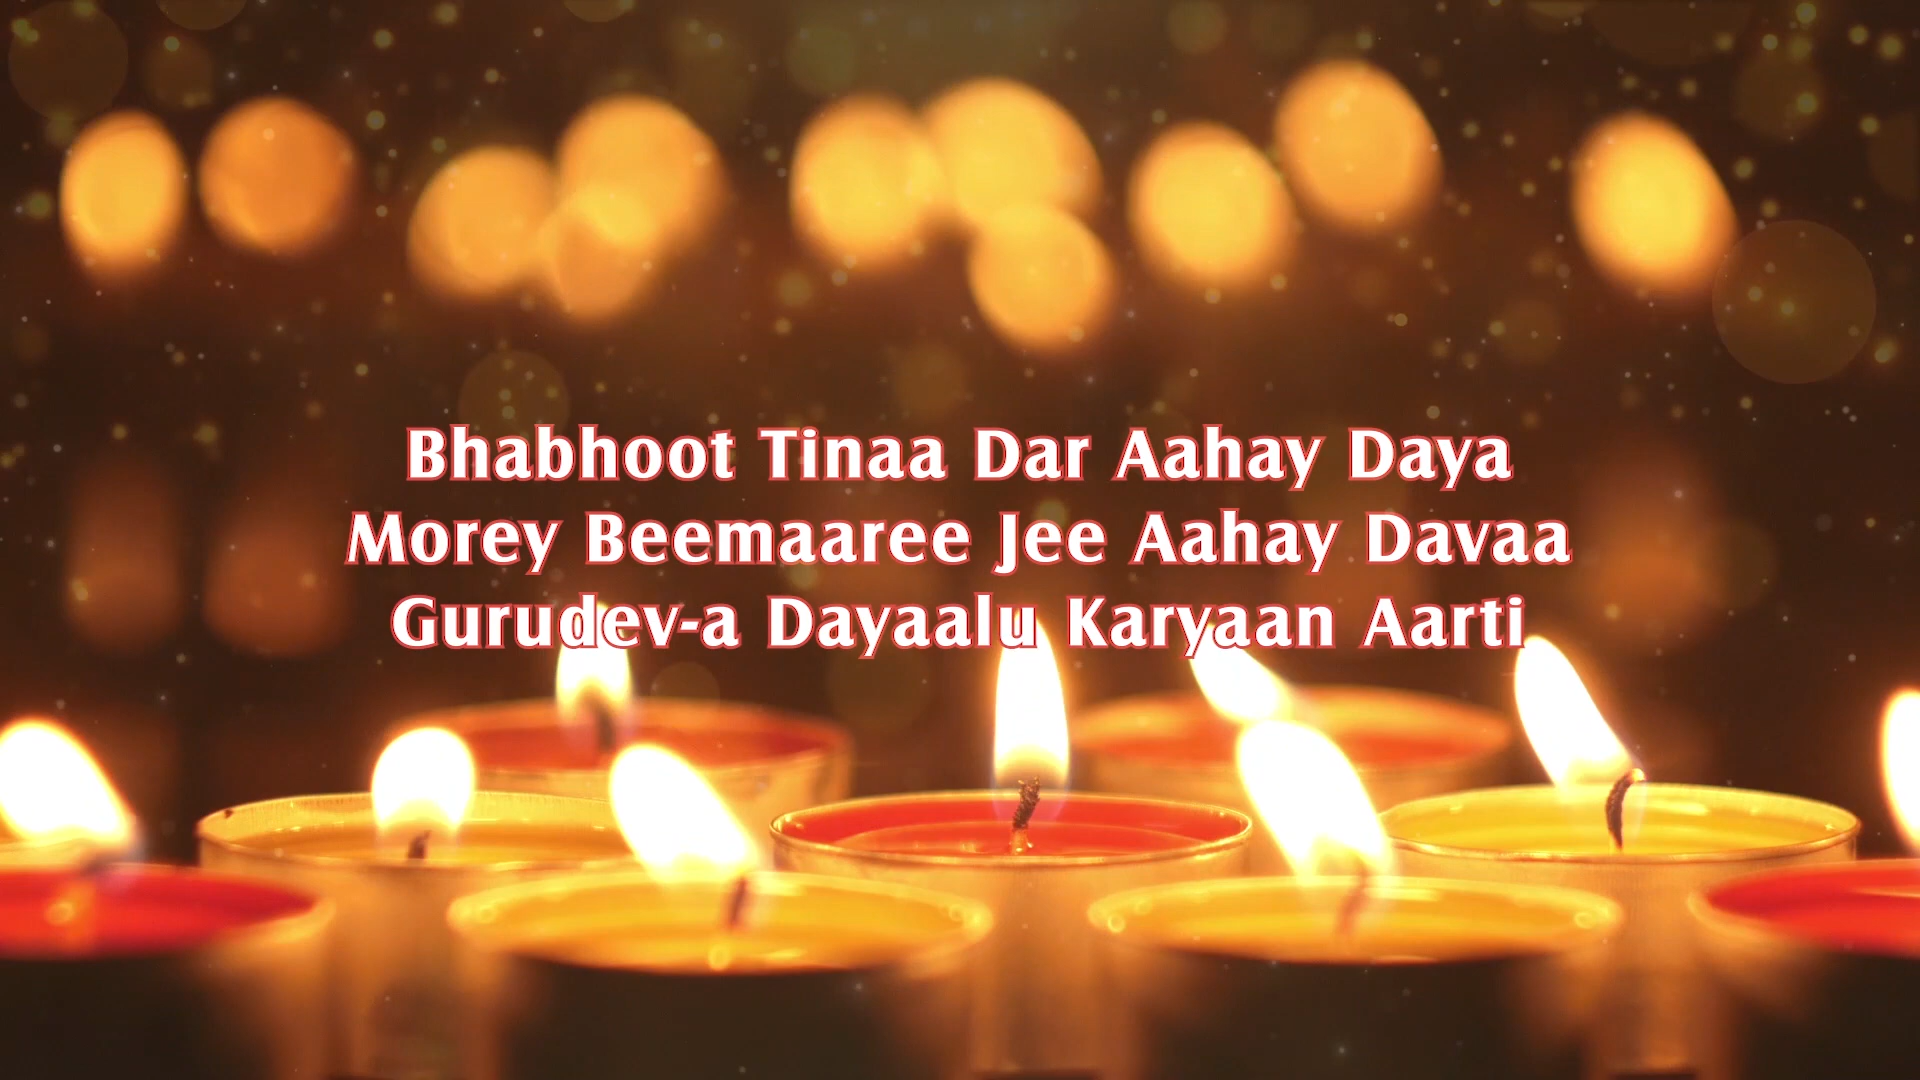 Bhabhoot Tinaa Dar Aahay Daya
Morey Beemaaree Jee Aahay Davaa
Gurudev-a Dayaalu Karyaan Aarti